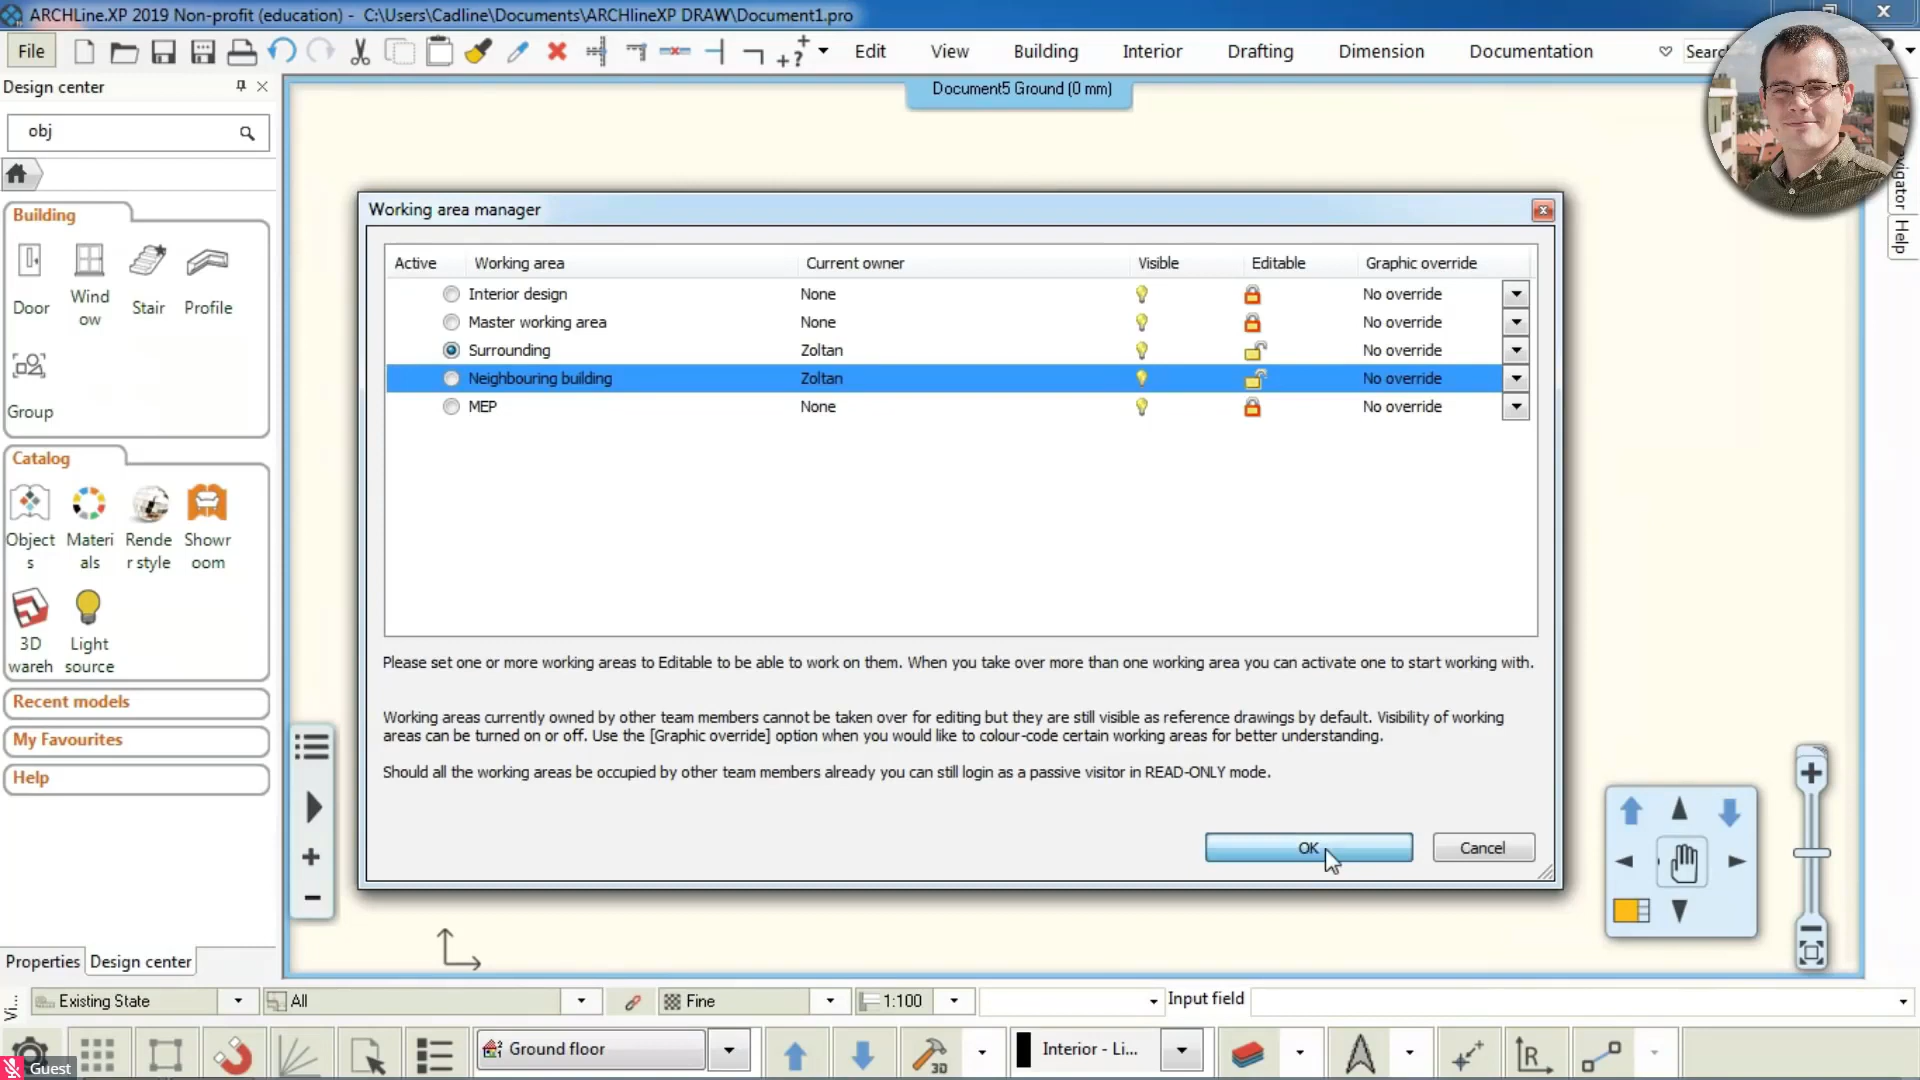 ARCHLine.XP 2019 Non-profit (education) - C:\Users\Cadline\Documents\ARCHlineXP DRAW\Document1.pro
File
Edit
View
Building
Interior
Drafting
Dimension
Documentation
Design center
obj
Document5 Ground (0 mm)
Help
Building
Door
Wind
ow
Stair
Profile
Group
Catalog
Object
s
Materi
als
Rende
r style
Showr
oom
3D
wareh
Light
source
Recent models
My Favourites
Help
Working area manager
Active Working area Current owner Visible Editable Graphic override
Interior design None No override
Master working area None No override
Surrounding Zoltan No override
Neighbouring building Zoltan No override
MEP None No override
Please set one or more working areas to Editable to be able to work on them. When you take over more than one working area you can activate one to start working with.
Working areas currently owned by other team members cannot be taken over for editing but they are still visible as reference drawings by default. Visibility of working
areas can be turned on or off. Use the [Graphic override] option when you would like to colour-code certain working areas for better understanding.
Should all the working areas be occupied by other team members already you can still login as a passive visitor in READ-ONLY mode.
OK
Cancel
Properties
Design center
Vi...
Existing State
All
Fine
1:100
Input field
Ground floor
3D
Interior - Li...
R
Guest